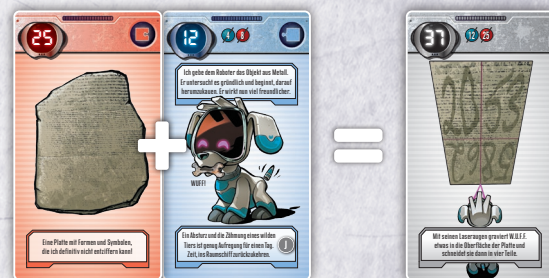 25
Eine Platte mit Formen und Symbolen,
die ich definitiv nicht entziffern kann!
+
12
4 8
Ich gebe dem Roboter das Objekt aus Metall.
Er untersucht es gründlich und beginnt, darauf
herumzukauen. Er wirkt nun viel freundlicher.
WUFF!
Ein Absturz und die Zähmung eines wilden
Tiers ist genug Aufregung für einen Tag.
Zeit, ins Raumschiff zurückzukehren.
=
37
12 25
Mit seinen Laseraugen graviert W.U.F.F.
etwas in die Oberfläche der Platte und
schneidet sie dann in vier Teile.